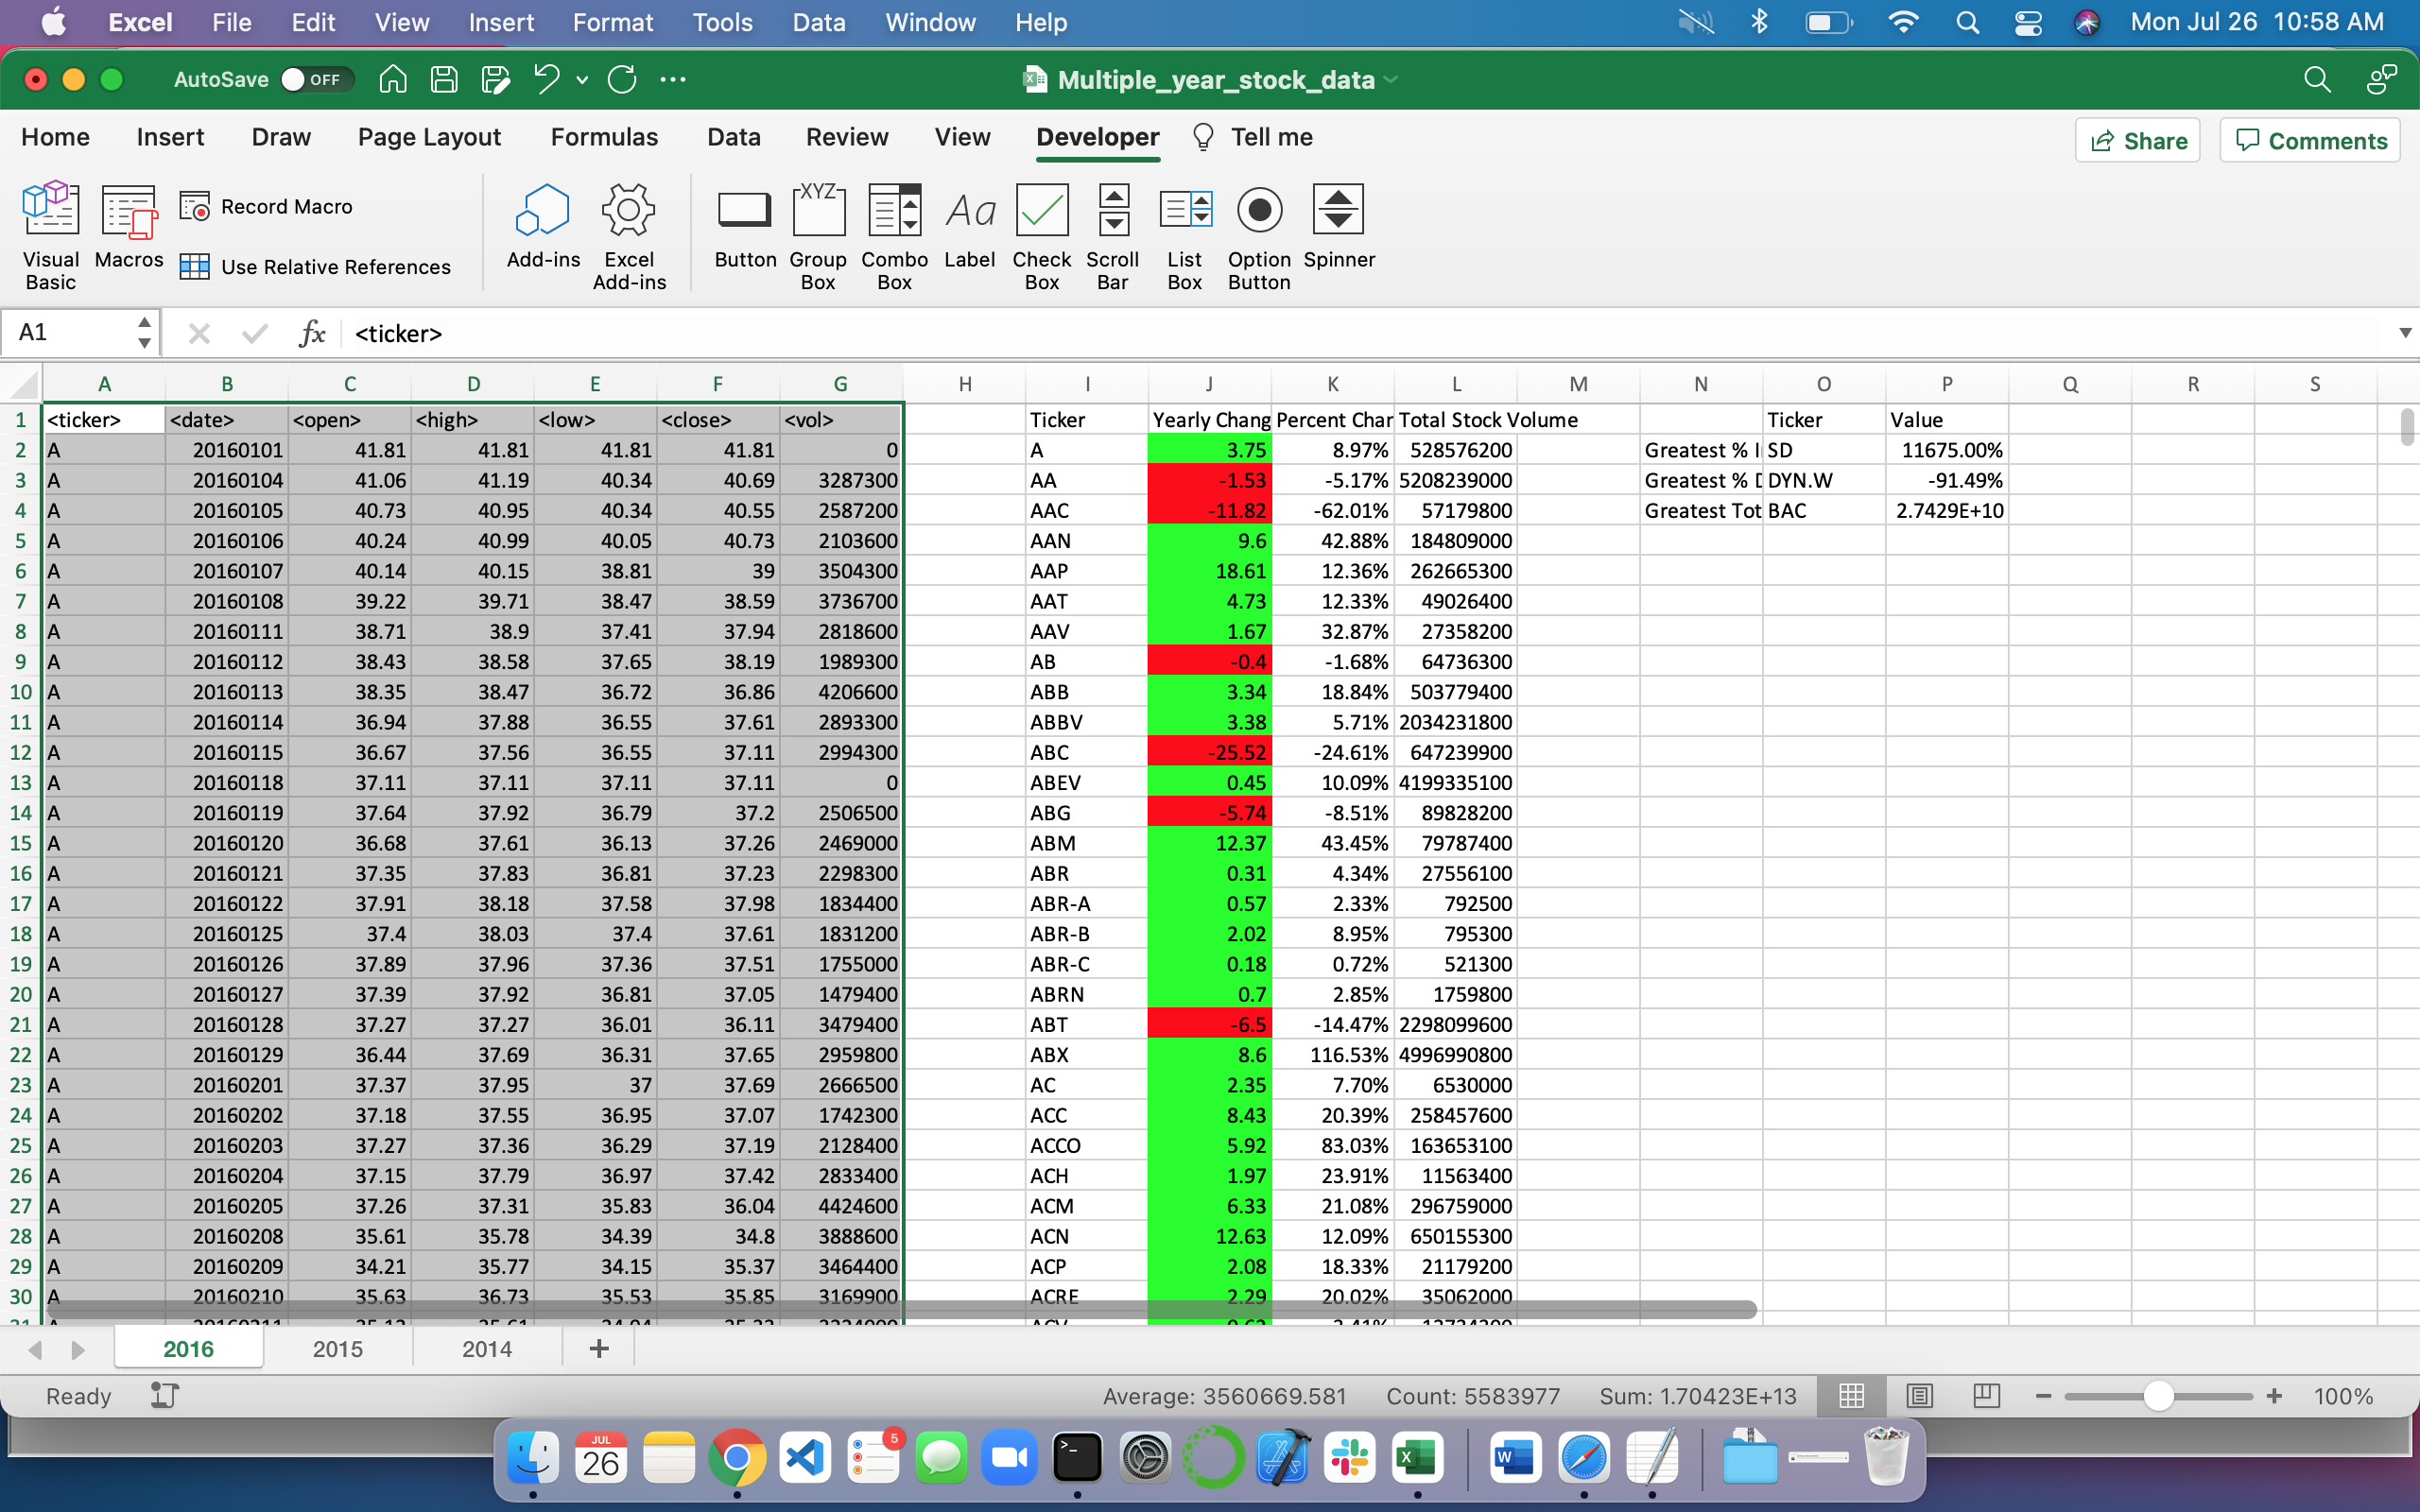 Excel File Edit View Insert Format Tools Data Window Help Mon Jul 26 10:58 AM
AutoSave OFF Multiple_year_stock_data
Home Insert Draw Page Layout Formulas Data Review View Developer Tell me Share Comments
Visual Basic Macros Record Macro Use Relative References Add-ins Excel Add-ins Button XYZ Group Box Combo Box Aa Label Check Box Scroll Bar List Box Option Button Spinner
A1 fx <ticker>
A B C D E F G H I J K L M N O P Q R S
1 <ticker> <date> <open> <high> <low> <close> <vol> Ticker Yearly Chang Percent Char Total Stock Volume Ticker Value
2 A 20160101 41.81 41.81 41.81 41.81 0 A 3.75 8.97% 528576200 Greatest % I SD 11675.00%
3 A 20160104 41.06 41.19 40.34 40.69 3287300 AA -1.53 -5.17% 5208239000 Greatest % D DYN.W -91.49%
4 A 20160105 40.73 40.95 40.34 40.55 2587200 AAC -11.82 -62.01% 57179800 Greatest Tot BAC 2.7429E+10
5 A 20160106 40.24 40.99 40.05 40.73 2103600 AAN 9.6 42.88% 184809000
6 A 20160107 40.14 40.15 38.81 39 3504300 AAP 18.61 12.36% 262665300
7 A 20160108 39.22 39.71 38.47 38.59 3736700 AAT 4.73 12.33% 49026400
8 A 20160111 38.71 38.9 37.41 37.94 2818600 AAV 1.67 32.87% 27358200
9 A 20160112 38.43 38.58 37.65 38.19 1989300 AB -0.4 -1.68% 64736300
10 A 20160113 38.35 38.47 36.72 36.86 4206600 ABB 3.34 18.84% 503779400
11 A 20160114 36.94 37.88 36.55 37.61 2893300 ABBV 3.38 5.71% 2034231800
12 A 20160115 36.67 37.56 36.55 37.11 2994300 ABC -25.52 -24.61% 647239900
13 A 20160118 37.11 37.11 37.11 37.11 0 ABEV 0.45 10.09% 4199335100
14 A 20160119 37.64 37.92 36.79 37.2 2506500 ABG -5.74 -8.51% 89828200
15 A 20160120 36.68 37.61 36.13 37.26 2469000 ABM 12.37 43.45% 79787400
16 A 20160121 37.35 37.83 36.81 37.23 2298300 ABR 0.31 4.34% 27556100
17 A 20160122 37.91 38.18 37.58 37.98 1834400 ABR-A 0.57 2.33% 792500
18 A 20160125 37.4 38.03 37.4 37.61 1831200 ABR-B 2.02 8.95% 795300
19 A 20160126 37.89 37.96 37.36 37.51 1755000 ABR-C 0.18 0.72% 521300
20 A 20160127 37.39 37.92 36.81 37.05 1479400 ABRN 0.7 2.85% 1759800
21 A 20160128 37.27 37.27 36.01 36.11 3479400 ABT -6.5 -14.47% 2298099600
22 A 20160129 36.44 37.69 36.31 37.65 2959800 ABX 8.6 116.53% 4996990800
23 A 20160201 37.37 37.95 37 37.69 2666500 AC 2.35 7.70% 6530000
24 A 20160202 37.18 37.55 36.95 37.07 1742300 ACC 8.43 20.39% 258457600
25 A 20160203 37.27 37.36 36.29 37.19 2128400 ACCO 5.92 83.03% 163653100
26 A 20160204 37.15 37.79 36.97 37.42 2833400 ACH 1.97 23.91% 11563400
27 A 20160205 37.26 37.31 35.83 36.04 4424600 ACM 6.33 21.08% 296759000
28 A 20160208 35.61 35.78 34.39 34.8 3888600 ACN 12.63 12.09% 650155300
29 A 20160209 34.21 35.77 34.15 35.37 3464400 ACP 2.08 18.33% 21179200
30 A 20160210 35.63 36.73 35.53 35.85 3169900 ACRE 2.29 20.02% 35062000
2016 2015 2014 +
Ready Average: 3560669.581 Count: 5583977 Sum: 1.70423E+13 100%
JUL 26 5